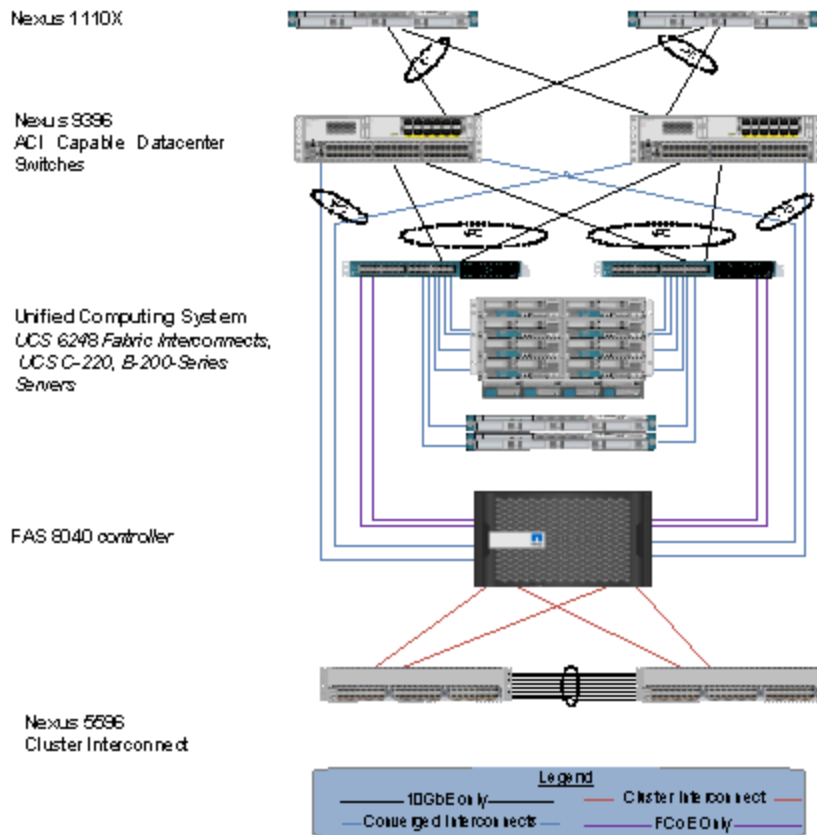 Nexus 1110X
Nexus 9396
ACI Capable Datacenter
Switches
VPC
VPC
Unified Computing System
UCS 6248 Fabric Interconnects,
UCS C-220, B-200-Series
Servers
FAS 8040 controller
Nexus 5596
Cluster Interconnect
Legend
10GbE only
Cluster Interconnect
Converged Interconnects
FCoE Only